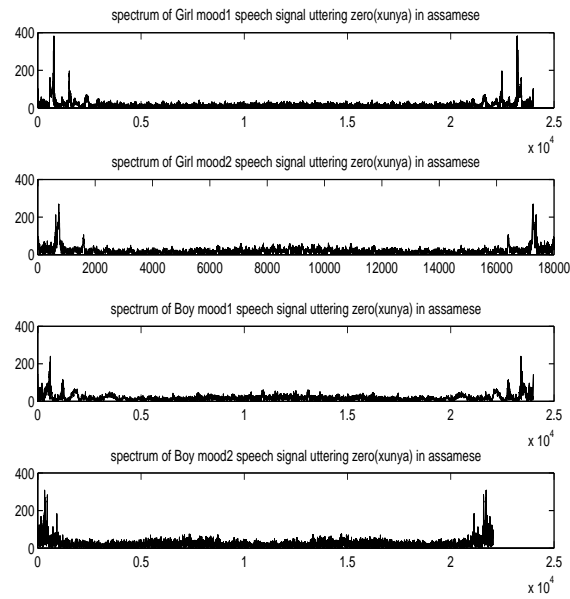 spectrum of Girl mood1 speech signal uttering zero(xunya) in assamese
400
200
0
0 0.5 1 1.5 2 2.5
x 10^4
spectrum of Girl mood2 speech signal uttering zero(xunya) in assamese
400
200
0
0 2000 4000 6000 8000 10000 12000 14000 16000 18000
spectrum of Boy mood1 speech signal uttering zero(xunya) in assamese
400
200
0
0 0.5 1 1.5 2 2.5
x 10^4
spectrum of Boy mood2 speech signal uttering zero(xunya) in assamese
400
200
0
0 0.5 1 1.5 2 2.5
x 10^4